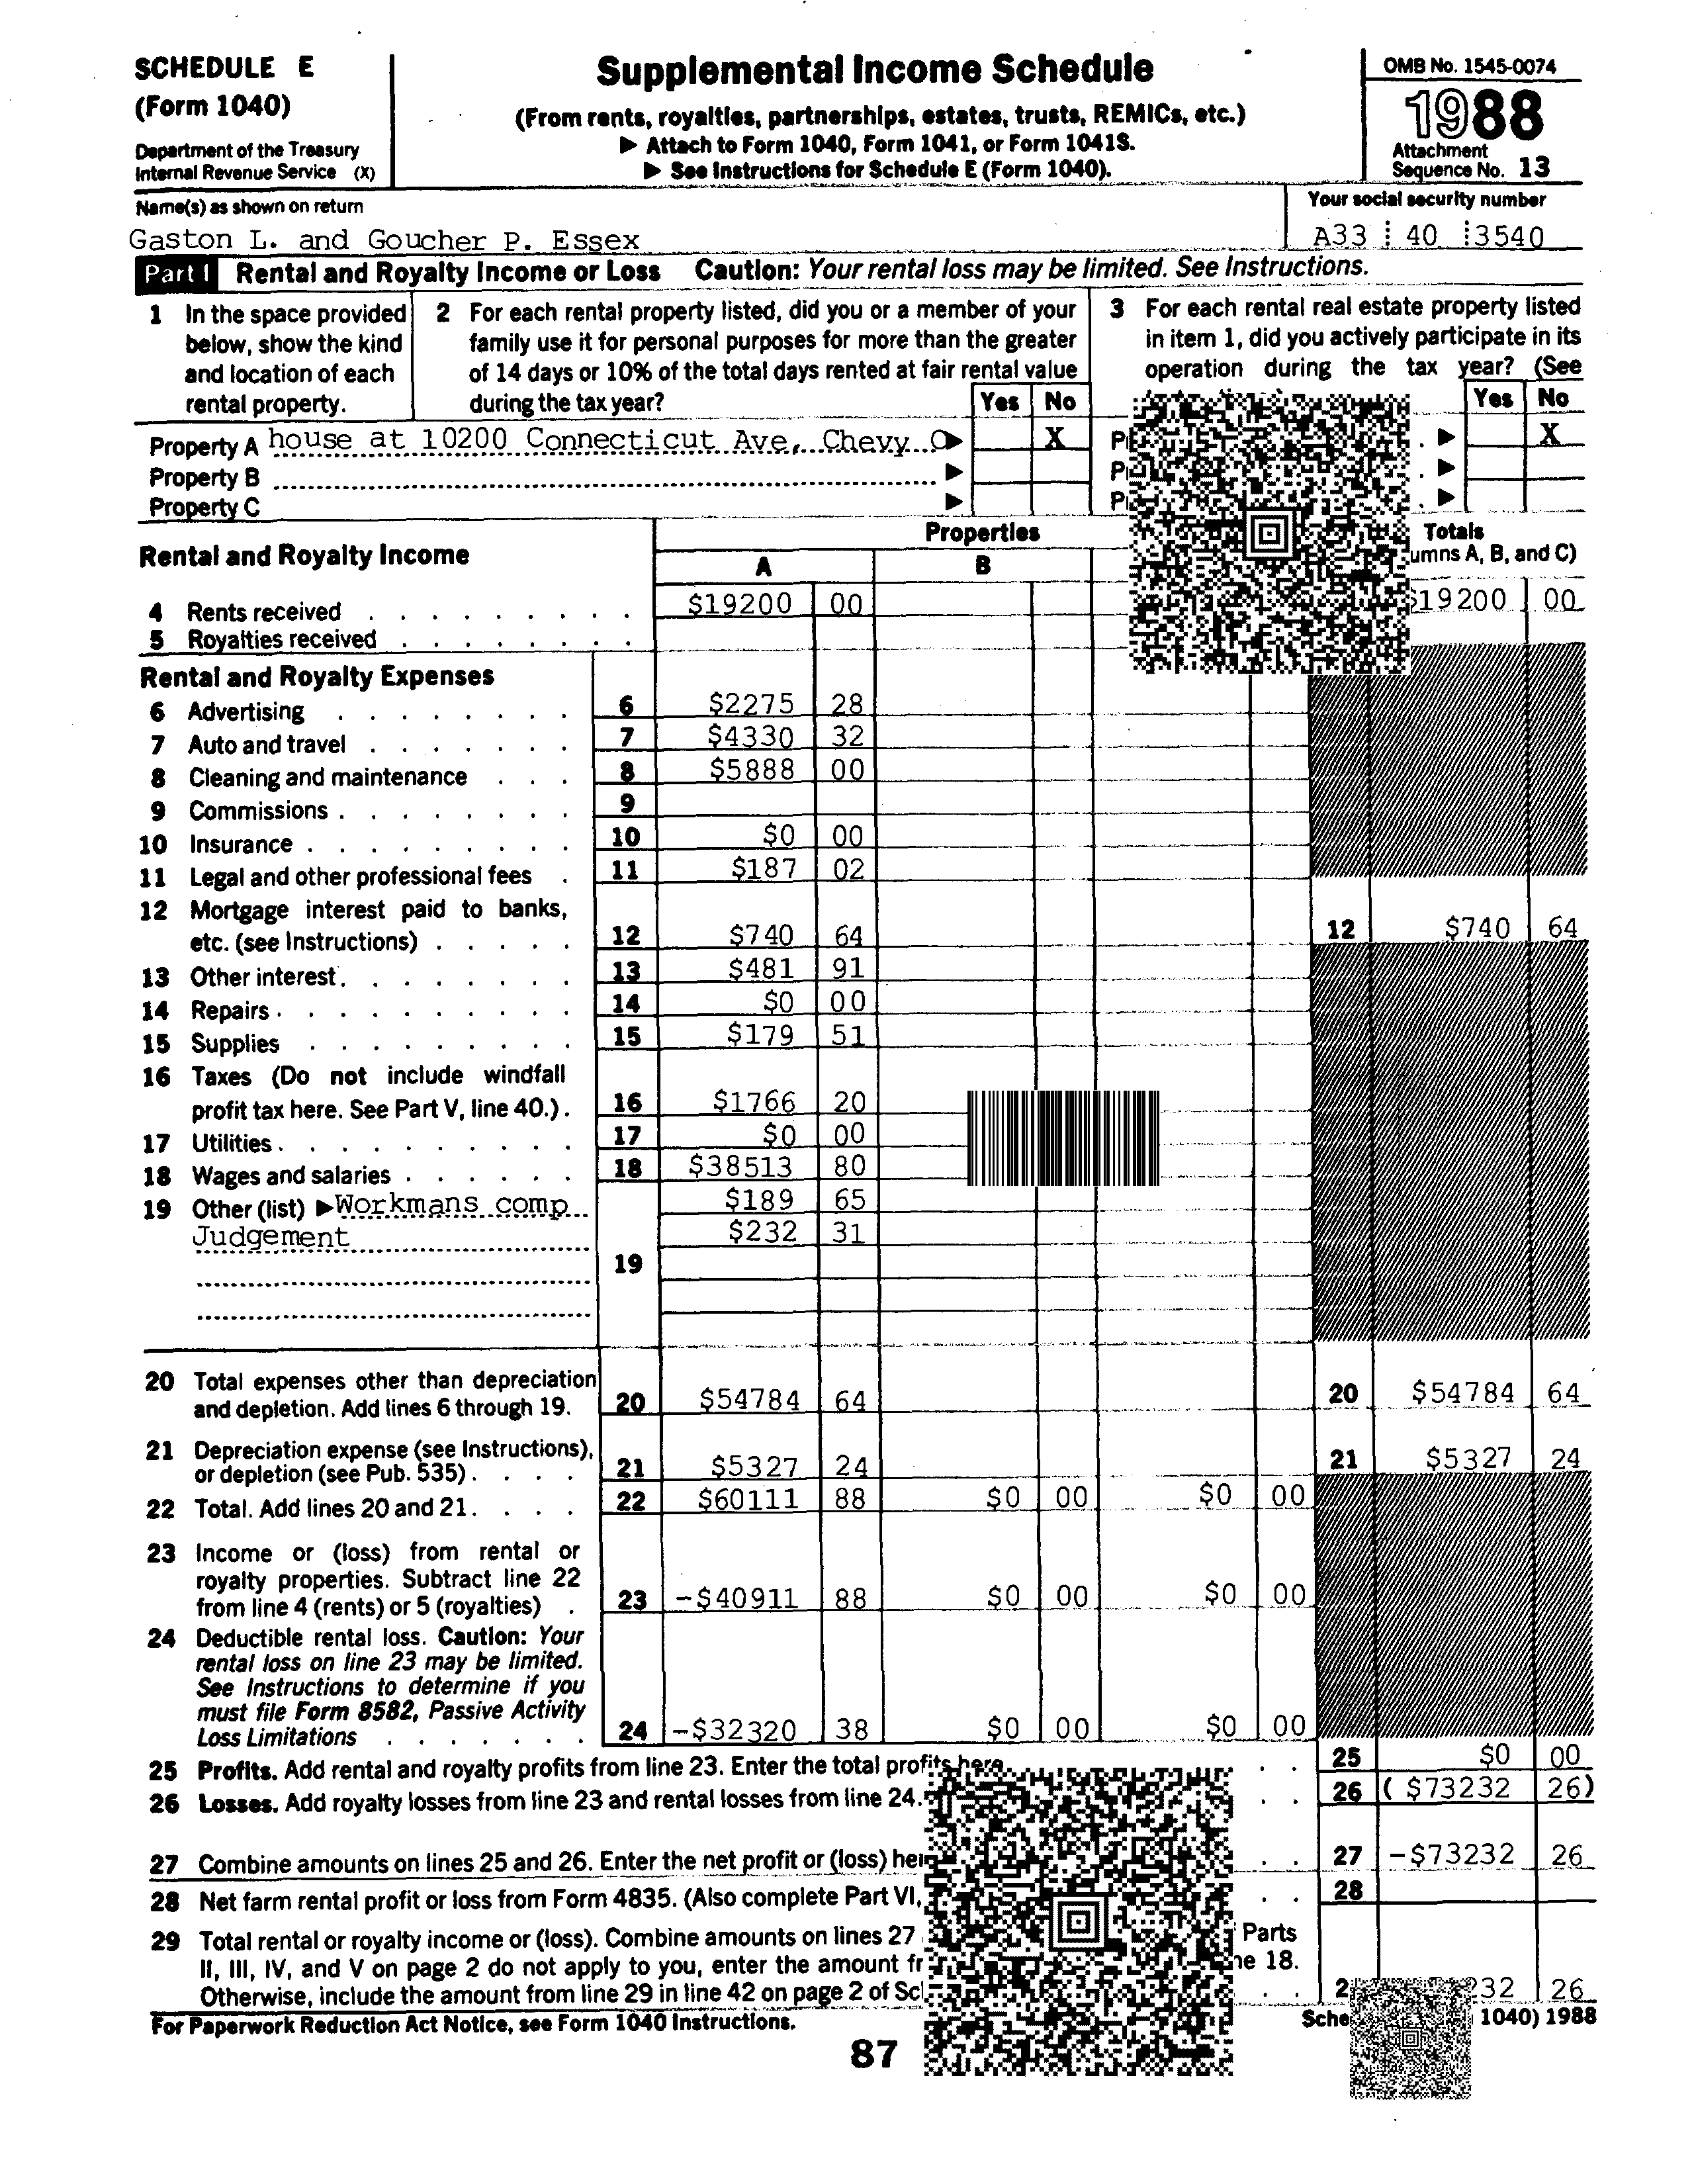 SCHEDULE E
(Form 1040)
Department of the Treasury
Internal Revenue Service (X)
Supplemental Income Schedule
(From rents, royalties, partnerships, estates, trusts, REMICs, etc.)
▶ Attach to Form 1040, Form 1041, or Form 1041S.
▶ See Instructions for Schedule E (Form 1040).
OMB No. 1545-0074
1988
Attachment
Sequence No. 13
Name(s) as shown on return
Gaston L. and Goucher P. Essex
Your social security number
A33 40 3540
Part I Rental and Royalty Income or Loss Caution: Your rental loss may be limited. See Instructions.
1 In the space provided
below, show the kind
and location of each
rental property.
2 For each rental property listed, did you or a member of your
family use it for personal purposes for more than the greater
of 14 days or 10% of the total days rented at fair rental value
during the tax year?
Yes No
3 For each rental real estate property listed
in item 1, did you actively participate in its
operation during the tax year? (See
Yes No
Property A house at 10200 Connecticut Ave, Chevy C▶ X ▶ X
Property B ▶ ▶
Property C ▶ ▶
Rental and Royalty Income
Properties
A B
Totals
umns A, B, and C)
4 Rents received $19200 00 $19200 00
5 Royalties received
Rental and Royalty Expenses
6 Advertising 6 $2275 28
7 Auto and travel 7 $4330 32
8 Cleaning and maintenance 8 $5888 00
9 Commissions 9
10 Insurance 10 $0 00
11 Legal and other professional fees 11 $187 02
12 Mortgage interest paid to banks,
etc. (see Instructions) 12 $740 64 12 $740 64
13 Other interest 13 $481 91
14 Repairs 14 $0 00
15 Supplies 15 $179 51
16 Taxes (Do not include windfall
profit tax here. See Part V, line 40.) 16 $1766 20
17 Utilities 17 $0 00
18 Wages and salaries 18 $38513 80
19 Other (list) ▶ Workmans comp $189 65
Judgement $232 31
19
20 Total expenses other than depreciation
and depletion. Add lines 6 through 19. 20 $54784 64 20 $54784 64
21 Depreciation expense (see Instructions),
or depletion (see Pub. 535) 21 $5327 24 21 $5327 24
22 Total. Add lines 20 and 21 22 $60111 88 $0 00 $0 00
23 Income or (loss) from rental or
royalty properties. Subtract line 22
from line 4 (rents) or 5 (royalties) 23 -$40911 88 $0 00 $0 00
24 Deductible rental loss. Caution: Your
rental loss on line 23 may be limited.
See Instructions to determine if you
must file Form 8582, Passive Activity
Loss Limitations 24 -$32320 38 $0 00 $0 00
25 Profits. Add rental and royalty profits from line 23. Enter the total profits here 25 $0 00
26 Losses. Add royalty losses from line 23 and rental losses from line 24. 26 ( $73232 26)
27 Combine amounts on lines 25 and 26. Enter the net profit or (loss) 27 -$73232 26
28 Net farm rental profit or loss from Form 4835. (Also complete Part VI, 28
29 Total rental or royalty income or (loss). Combine amounts on lines 27 Parts
II, III, IV, and V on page 2 do not apply to you, enter the amount 18.
Otherwise, include the amount from line 29 in line 42 on page 2 of 232 26
For Paperwork Reduction Act Notice, see Form 1040 Instructions. 1040) 1988
87